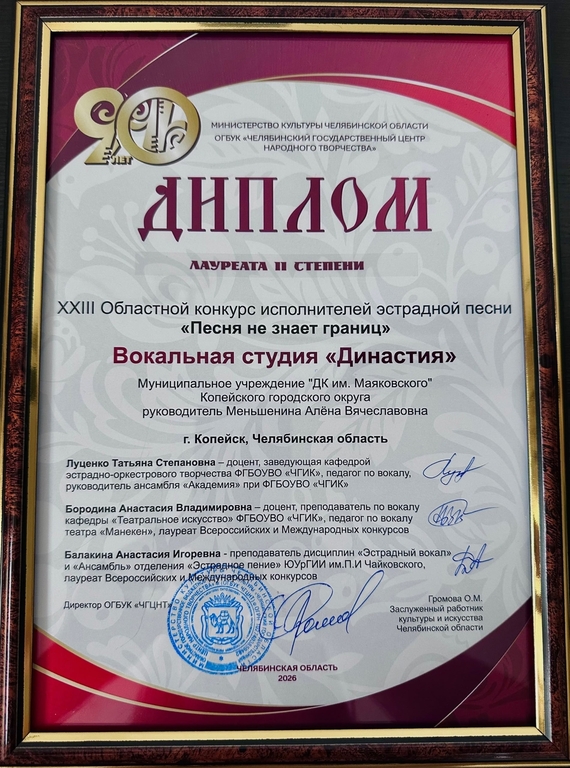 90 ЛЕТ
МИНИСТЕРСТВО КУЛЬТУРЫ ЧЕЛЯБИНСКОЙ ОБЛАСТИ
ОГБУК «ЧЕЛЯБИНСКИЙ ГОСУДАРСТВЕННЫЙ ЦЕНТР
НАРОДНОГО ТВОРЧЕСТВА»
ДИПЛОМ
ЛАУРЕАТА II СТЕПЕНИ
XXIII Областной конкурс исполнителей эстрадной песни
«Песня не знает границ»
Вокальная студия «Династия»
Муниципальное учреждение "ДК им. Маяковского"
Копейского городского округа
руководитель Меньшенина Алёна Вячеславовна
г. Копейск, Челябинская область
Луценко Татьяна Степановна – доцент, заведующая кафедрой
эстрадно-оркестрового творчества ФГБОУВО «ЧГИК», педагог по вокалу,
руководитель ансамбля «Академия» при ФГБОУВО «ЧГИК»
Бородина Анастасия Владимировна – доцент, преподаватель по вокалу
кафедры «Театральное искусство» ФГБОУВО «ЧГИК», педагог по вокалу
театра «Манекен», лауреат Всероссийских и Международных конкурсов
Балакина Анастасия Игоревна - преподаватель дисциплин «Эстрадный вокал»
и «Ансамбль» отделения «Эстрадное пение» ЮУрГИИ им.П.И Чайковского,
лауреат Всероссийских и Международных конкурсов
Директор ОГБУК «ЧГЦНТ»
Громова О.М.
Заслуженный работник
культуры и искусства
Челябинской области
ЧЕЛЯБИНСКАЯ ОБЛАСТЬ
2026